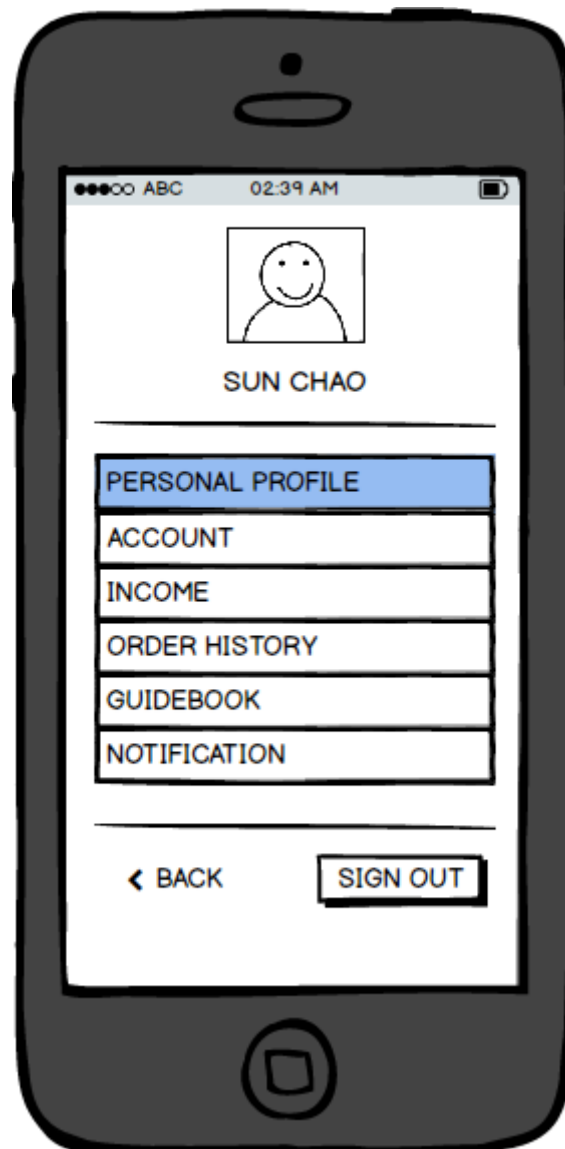 ABC 02:39 AM
SUN CHAO
PERSONAL PROFILE
ACCOUNT
INCOME
ORDER HISTORY
GUIDEBOOK
NOTIFICATION
BACK SIGN OUT